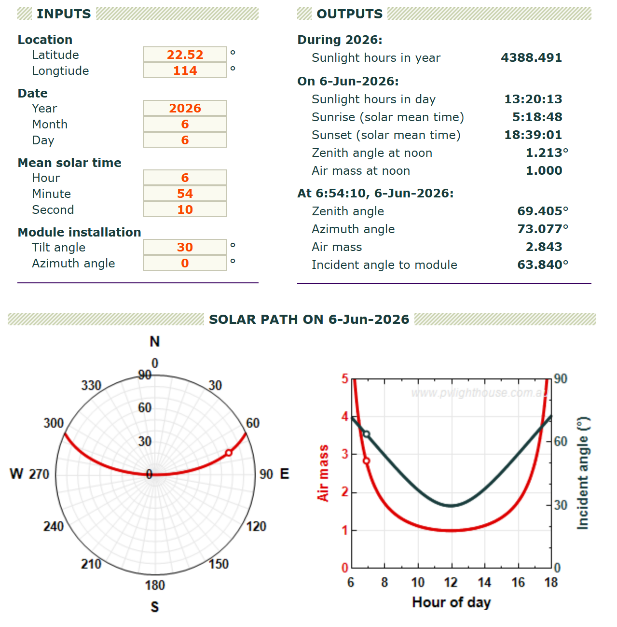 INPUTS
Location
Latitude 22.52 °
Longtiude 114 °
Date
Year 2026
Month 6
Day 6
Mean solar time
Hour 6
Minute 54
Second 10
Module installation
Tilt angle 30 °
Azimuth angle 0 °
OUTPUTS
During 2026:
Sunlight hours in year 4388.491
On 6-Jun-2026:
Sunlight hours in day 13:20:13
Sunrise (solar mean time) 5:18:48
Sunset (solar mean time) 18:39:01
Zenith angle at noon 1.213°
Air mass at noon 1.000
At 6:54:10, 6-Jun-2026:
Zenith angle 69.405°
Azimuth angle 73.077°
Air mass 2.843
Incident angle to module 63.840°
SOLAR PATH ON 6-Jun-2026
N
0
330 90 30
60
300 60
30
W 270 0 90 E
240 120
210 150
180
S
5 90
www.pvlighthouse.com.a
4
60
3
2
30
1
0 0
6 8 10 12 14 16 18
Air mass
Incident angle (°)
Hour of day